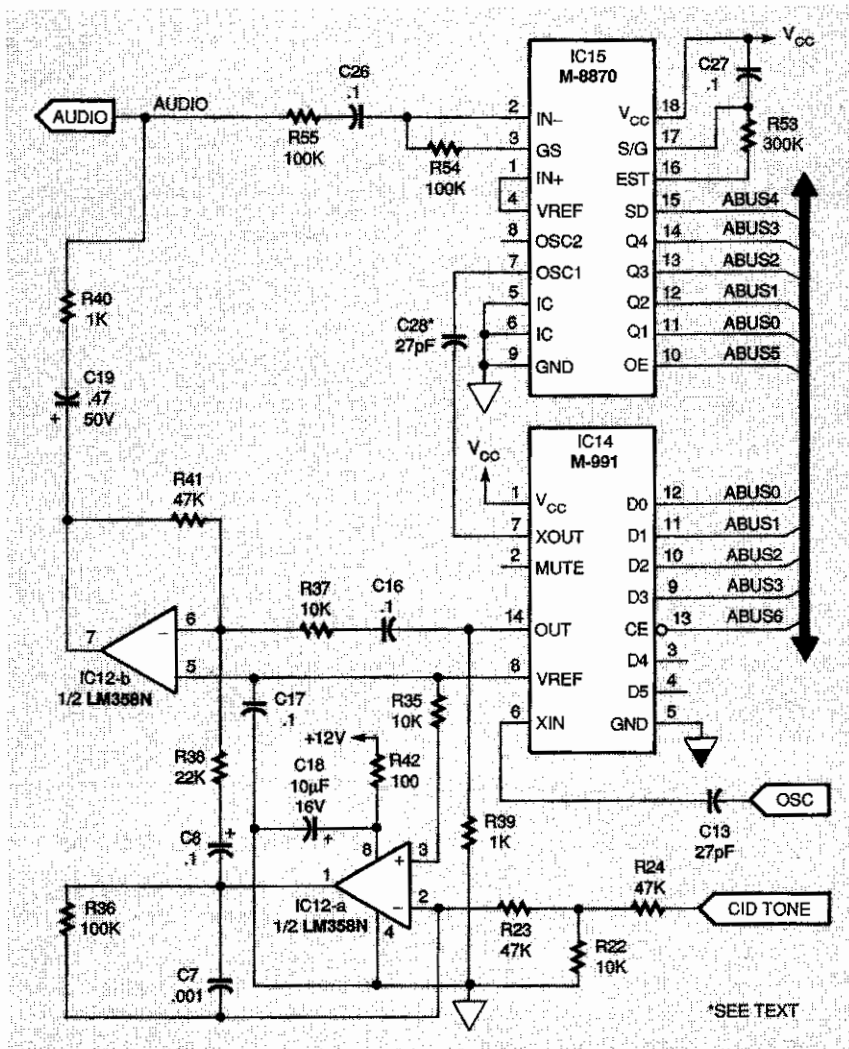 IC15
M-8870
C26
.1
AUDIO
AUDIO
R55
100K
R54
100K
2 IN–
3 GS
1 IN+
4 VREF
8 OSC2
7 OSC1
5 IC
6 IC
9 GND
VCC 18
S/G 17
EST 16
SD 15 ABUS4
Q4 14 ABUS3
Q3 13 ABUS2
Q2 12 ABUS1
Q1 11 ABUS0
OE 10 ABUS5
VCC
C27
.1
R53
300K
R40
1K
C28*
27pF
C19
.47
50V
+
IC14
M-991
VCC
1 VCC
7 XOUT
2 MUTE
14 OUT
8 VREF
6 XIN
D0 12 ABUS0
D1 11 ABUS1
D2 10 ABUS2
D3 9 ABUS3
CE 13 ABUS6
D4 3
D5 4
GND 5
R41
47K
R37
10K
C16
.1
7
6
–
5
IC12-b
1/2 LM358N
C17
.1
R35
10K
+12V
R42
100
C18
10µF
16V
+
R38
22K
C6
.1
+
R39
1K
OSC
C13
27pF
8
+ 3
1
– 2
4
IC12-a
1/2 LM358N
R36
100K
C7
.001
R23
47K
R24
47K
R22
10K
CID TONE
*SEE TEXT